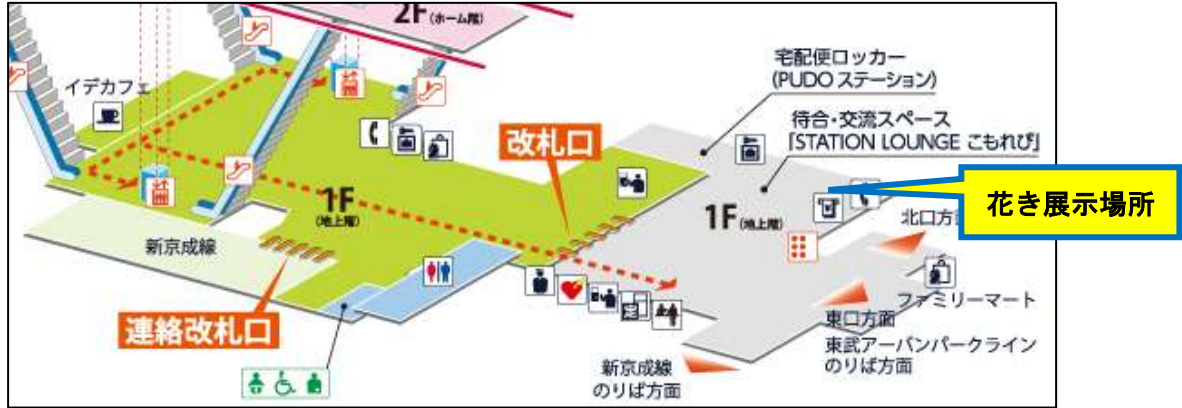 2F(ホーム階)
イデカフェ
宅配便ロッカー
(PUDOステーション)
待合・交流スペース
「STATION LOUNGE こもれび」
改札口
花き展示場所
1F
(地上階)
1F(地上階)
北口方面
新京成線
連絡改札口
ファミリーマート
東口方面
東武アーバンパークライン
のりば方面
新京成線
のりば方面